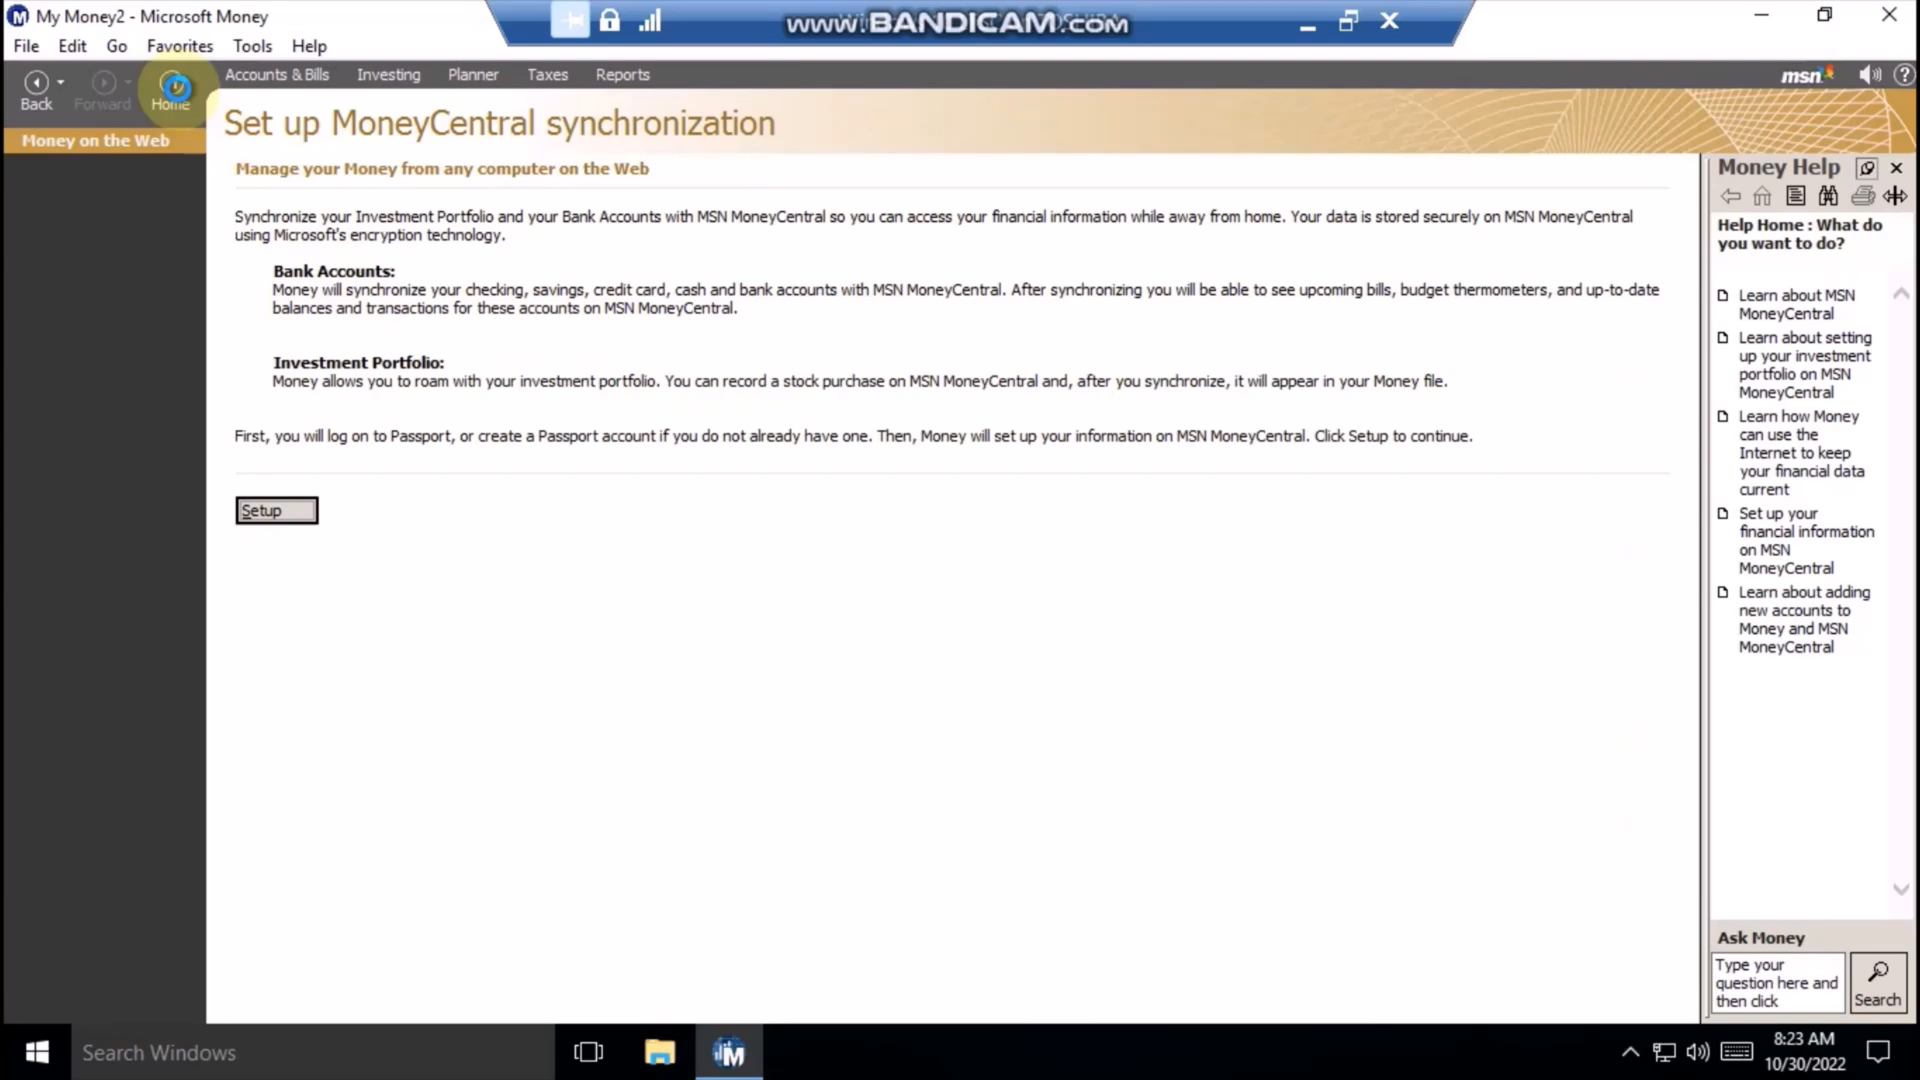 My Money2 - Microsoft Money
www.BANDICAM.com
File Edit Go Favorites Tools Help
Back Forward Home
Accounts & Bills Investing Planner Taxes Reports
msn
Money on the Web
Set up MoneyCentral synchronization
Manage your Money from any computer on the Web
Synchronize your Investment Portfolio and your Bank Accounts with MSN MoneyCentral so you can access your financial information while away from home. Your data is stored securely on MSN MoneyCentral
using Microsoft's encryption technology.
Bank Accounts:
Money will synchronize your checking, savings, credit card, cash and bank accounts with MSN MoneyCentral. After synchronizing you will be able to see upcoming bills, budget thermometers, and up-to-date
balances and transactions for these accounts on MSN MoneyCentral.
Investment Portfolio:
Money allows you to roam with your investment portfolio. You can record a stock purchase on MSN MoneyCentral and, after you synchronize, it will appear in your Money file.
First, you will log on to Passport, or create a Passport account if you do not already have one. Then, Money will set up your information on MSN MoneyCentral. Click Setup to continue.
Setup
Money Help
Help Home : What do
you want to do?
Learn about MSN
MoneyCentral
Learn about setting
up your investment
portfolio on MSN
MoneyCentral
Learn how Money
can use the
Internet to keep
your financial data
current
Set up your
financial information
on MSN
MoneyCentral
Learn about adding
new accounts to
Money and MSN
MoneyCentral
Ask Money
Type your
question here and
then click
Search
Search Windows
8:23 AM
10/30/2022